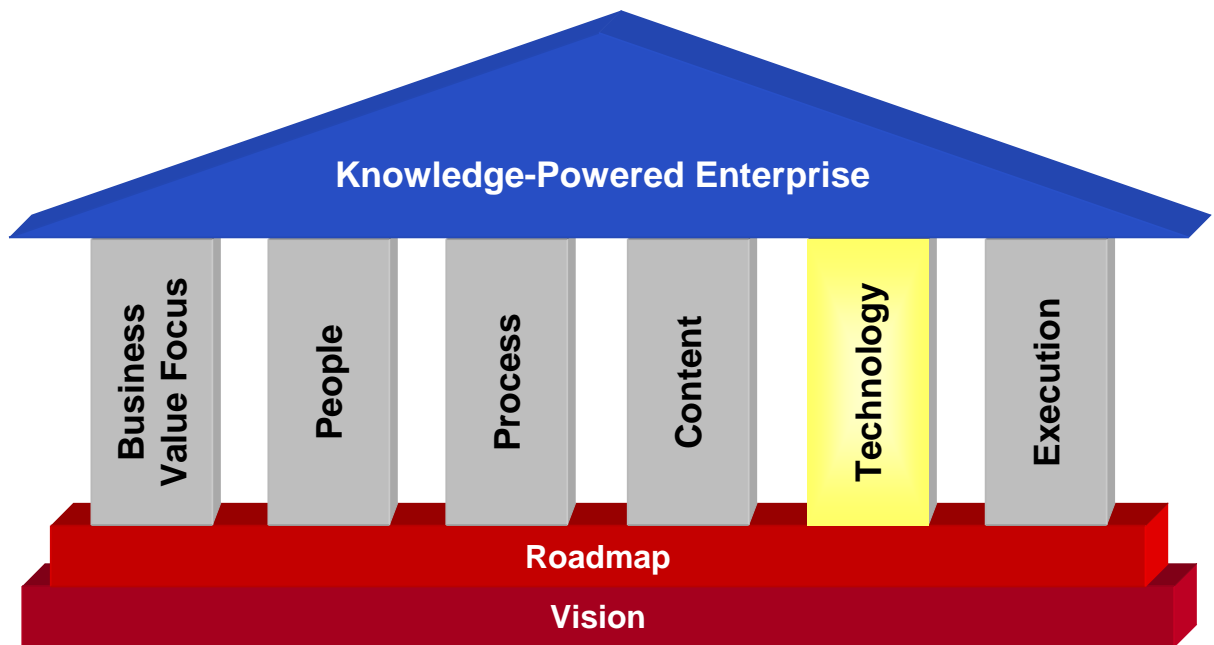 Knowledge-Powered Enterprise
Business
Value Focus
People
Process
Content
Technology
Execution
Roadmap
Vision